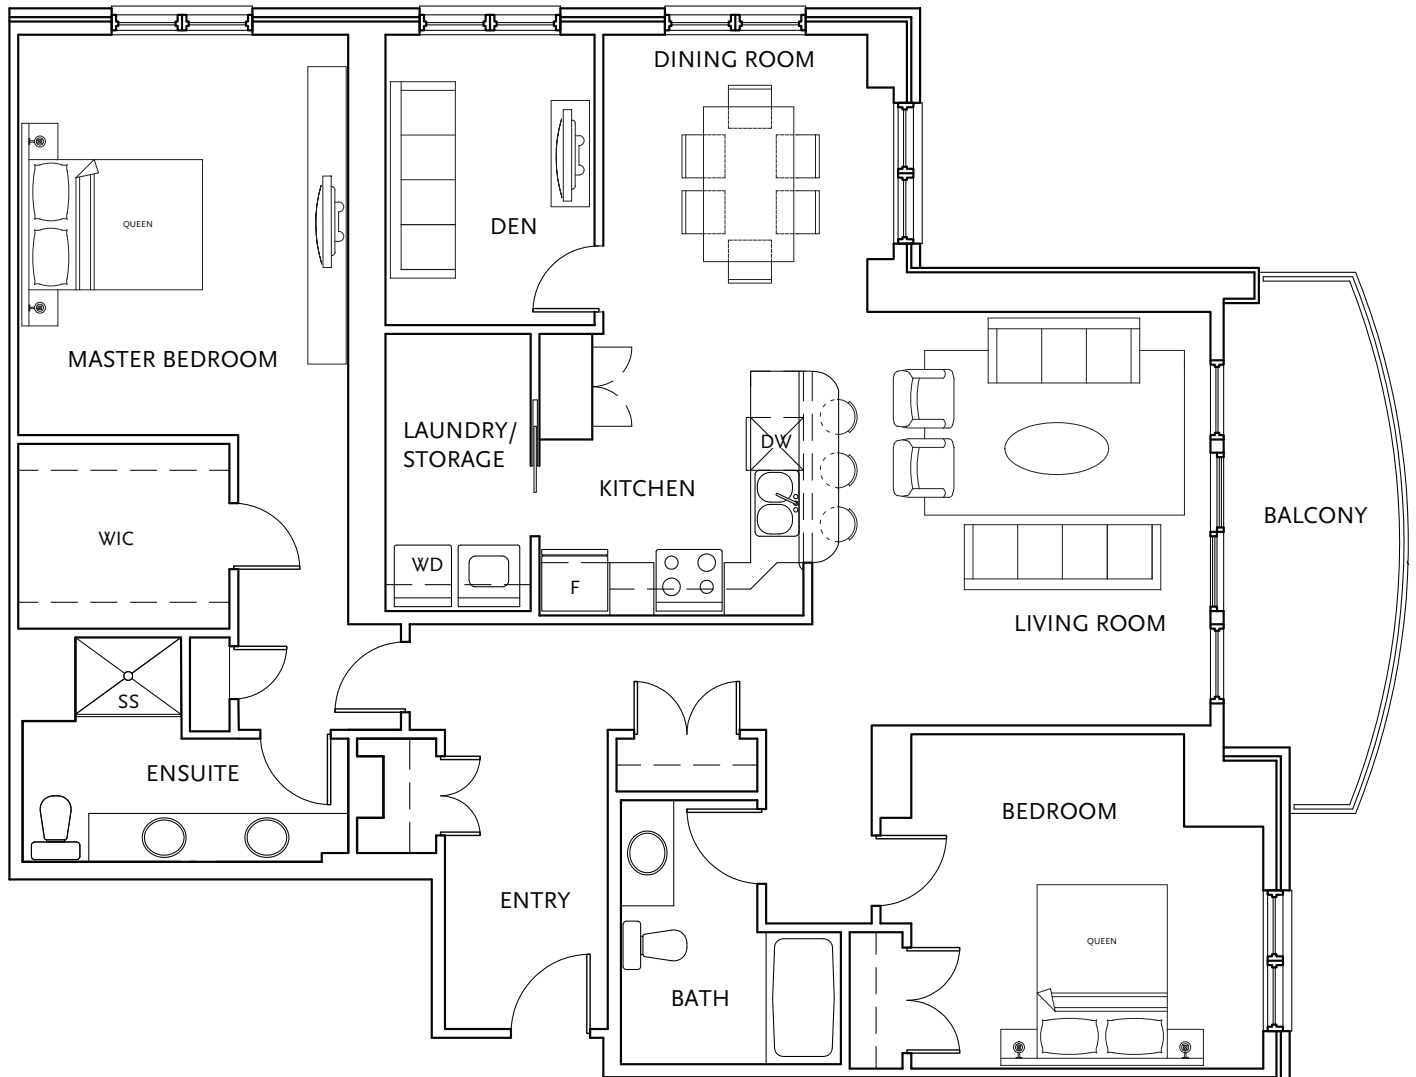 DINING ROOM
QUEEN
DEN
MASTER BEDROOM
LAUNDRY/
STORAGE
DW
KITCHEN
WIC
BALCONY
WD
F
LIVING ROOM
SS
ENSUITE
BEDROOM
ENTRY
QUEEN
BATH